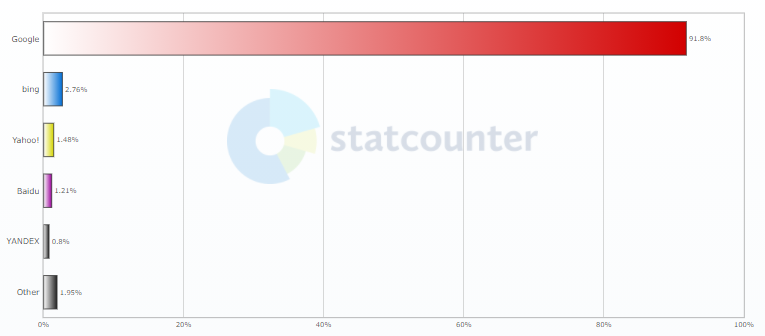 Google 91.8%
bing 2.76%
Yahoo! 1.48%
statcounter
Baidu 1.21%
YANDEX 0.8%
Other 1.95%
0% 20% 40% 60% 80% 100%